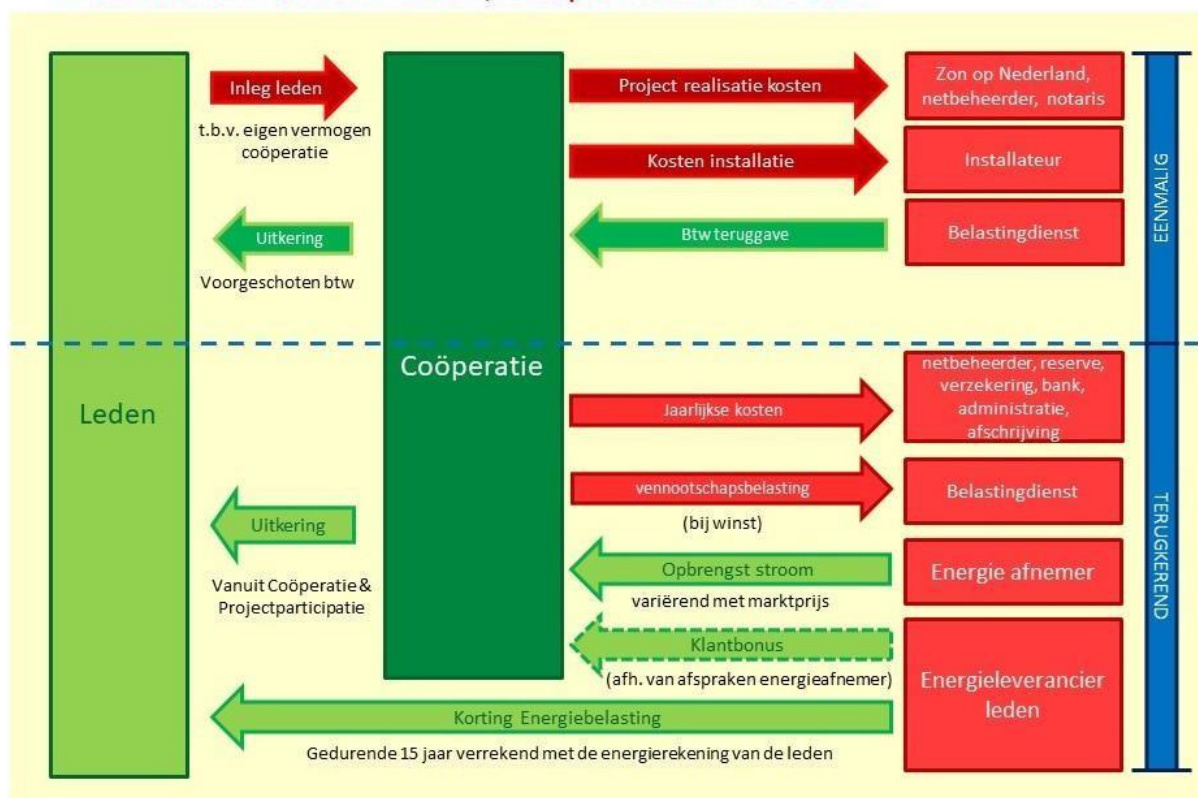 Inleg leden
t.b.v. eigen vermogen
coöperatie
Project realisatie kosten
Zon op Nederland,
netbeheerder, notaris
Kosten installatie
Installateur
Uitkering
Voorgeschoten btw
Btw teruggave
Belastingdienst
EENMALIG
Leden
Coöperatie
Jaarlijkse kosten
netbeheerder, reserve,
verzekering, bank,
administratie,
afschrijving
vennootschapsbelasting
(bij winst)
Belastingdienst
Uitkering
Vanuit Coöperatie &
Projectparticipatie
Opbrengst stroom
variërend met marktprijs
Energie afnemer
Klantbonus
(afh. van afspraken energieafnemer)
Energieleverancier
leden
Korting Energiebelasting
Gedurende 15 jaar verrekend met de energierekening van de leden
TERUGKEREND